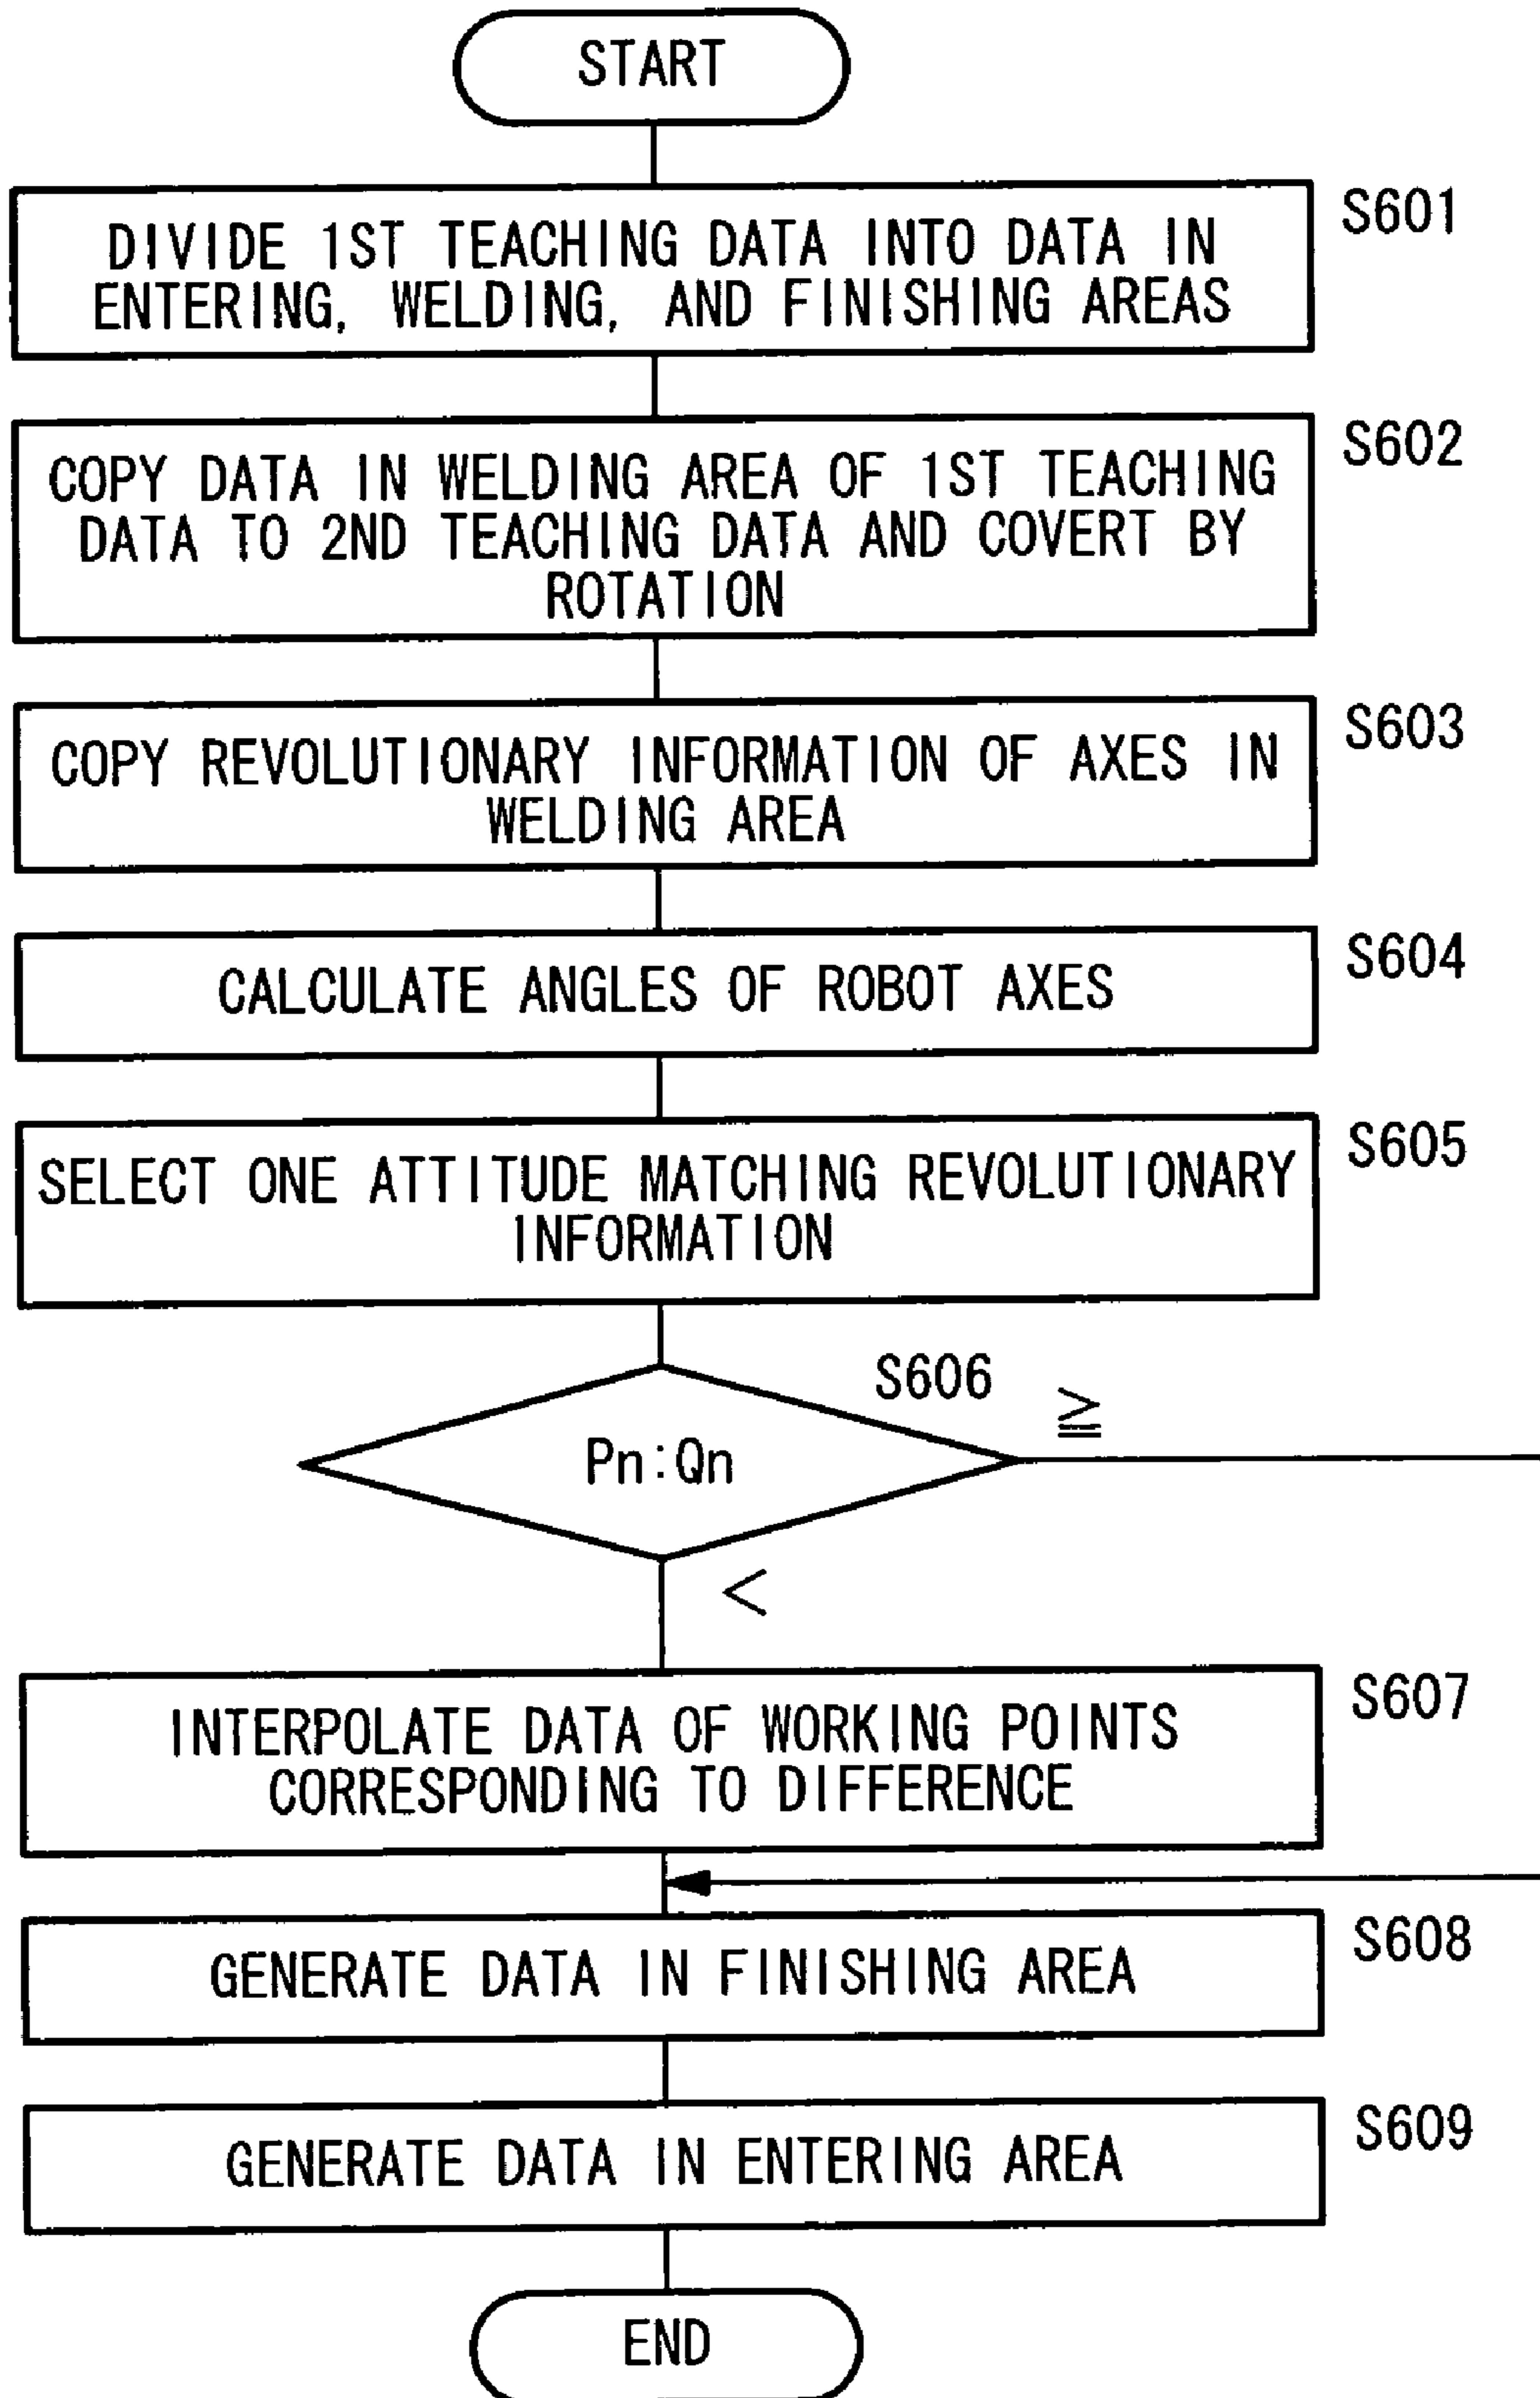 START
S601
DIVIDE 1ST TEACHING DATA INTO DATA IN
ENTERING, WELDING, AND FINISHING AREAS
S602
COPY DATA IN WELDING AREA OF 1ST TEACHING
DATA TO 2ND TEACHING DATA AND COVERT BY
ROTATION
S603
COPY REVOLUTIONARY INFORMATION OF AXES IN
WELDING AREA
S604
CALCULATE ANGLES OF ROBOT AXES
S605
SELECT ONE ATTITUDE MATCHING REVOLUTIONARY
INFORMATION
S606
≧
Pn:Qn
<
S607
INTERPOLATE DATA OF WORKING POINTS
CORRESPONDING TO DIFFERENCE
S608
GENERATE DATA IN FINISHING AREA
S609
GENERATE DATA IN ENTERING AREA
END